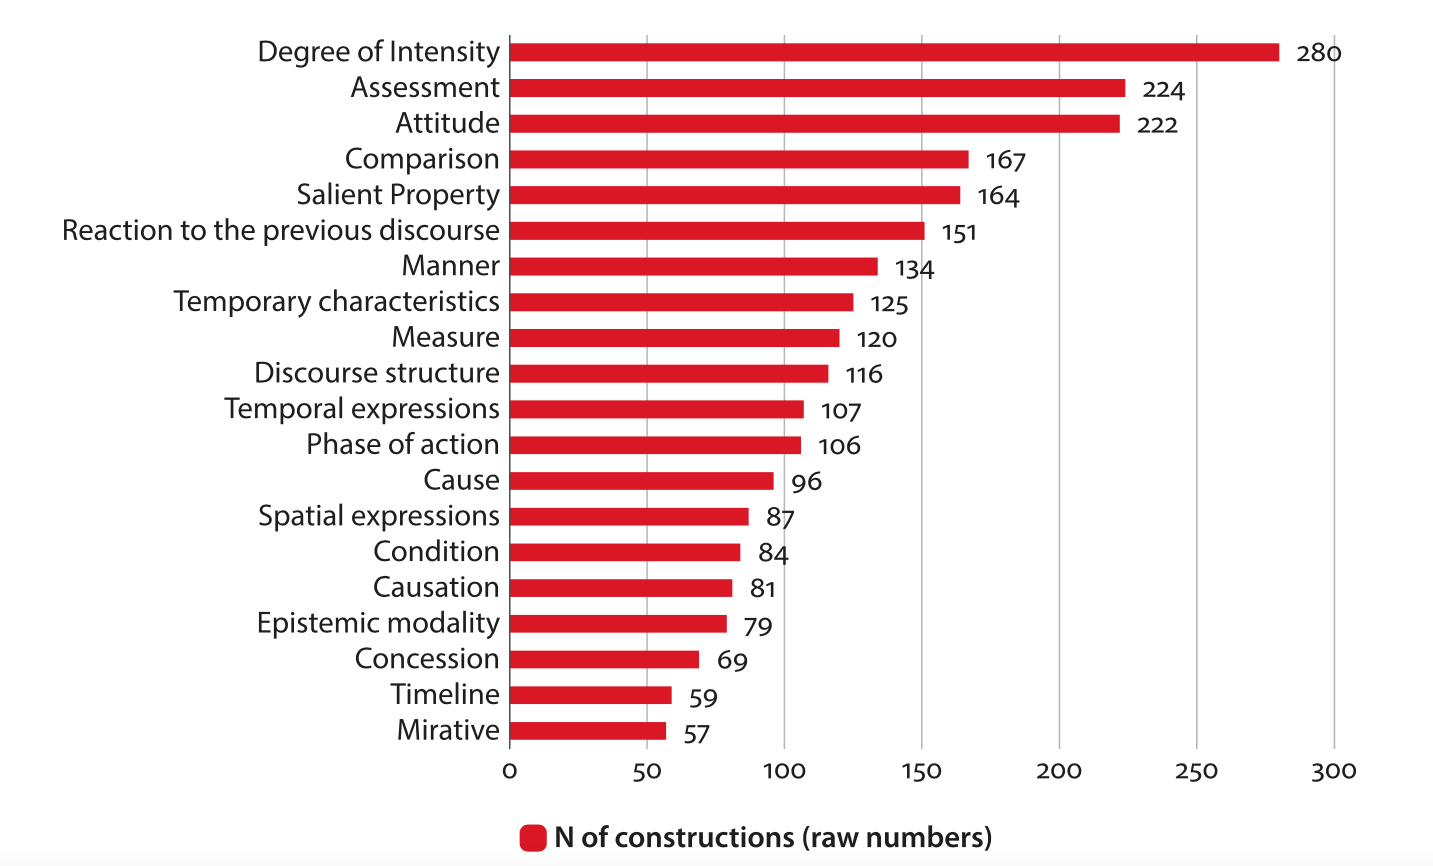 Degree of Intensity 280
Assessment 224
Attitude 222
Comparison 167
Salient Property 164
Reaction to the previous discourse 151
Manner 134
Temporary characteristics 125
Measure 120
Discourse structure 116
Temporal expressions 107
Phase of action 106
Cause 96
Spatial expressions 87
Condition 84
Causation 81
Epistemic modality 79
Concession 69
Timeline 59
Mirative 57
0 50 100 150 200 250 300
N of constructions (raw numbers)